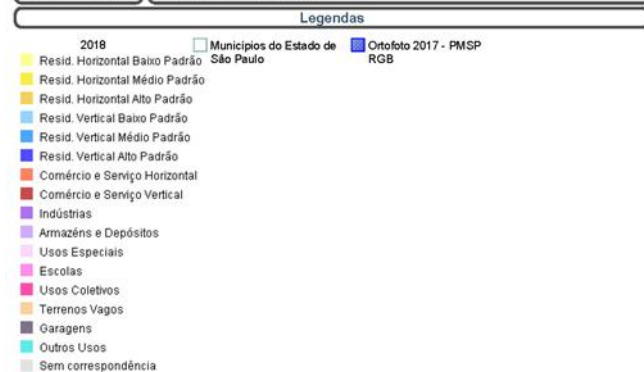 Legendas
2018
Resid. Horizontal Baixo Padrão
Resid. Horizontal Médio Padrão
Resid. Horizontal Alto Padrão
Resid. Vertical Baixo Padrão
Resid. Vertical Médio Padrão
Resid. Vertical Alto Padrão
Comércio e Serviço Horizontal
Comércio e Serviço Vertical
Indústrias
Armazéns e Depósitos
Usos Especiais
Escolas
Usos Coletivos
Terrenos Vagos
Garagens
Outros Usos
Sem correspondência
Municípios do Estado de
São Paulo
Ortofoto 2017 - PMSP
RGB